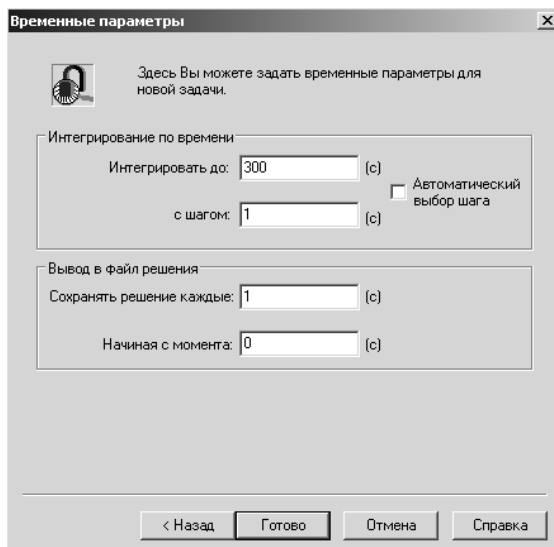 Временные параметры
Здесь Вы можете задать временные параметры для
новой задачи.
Интегрирование по времени
Интегрировать до: 300 (с)
Автоматический
выбор шага
с шагом: 1 (с)
Вывод в файл решения
Сохранять решение каждые: 1 (с)
Начиная с момента: 0 (с)
< Назад Готово Отмена Справка